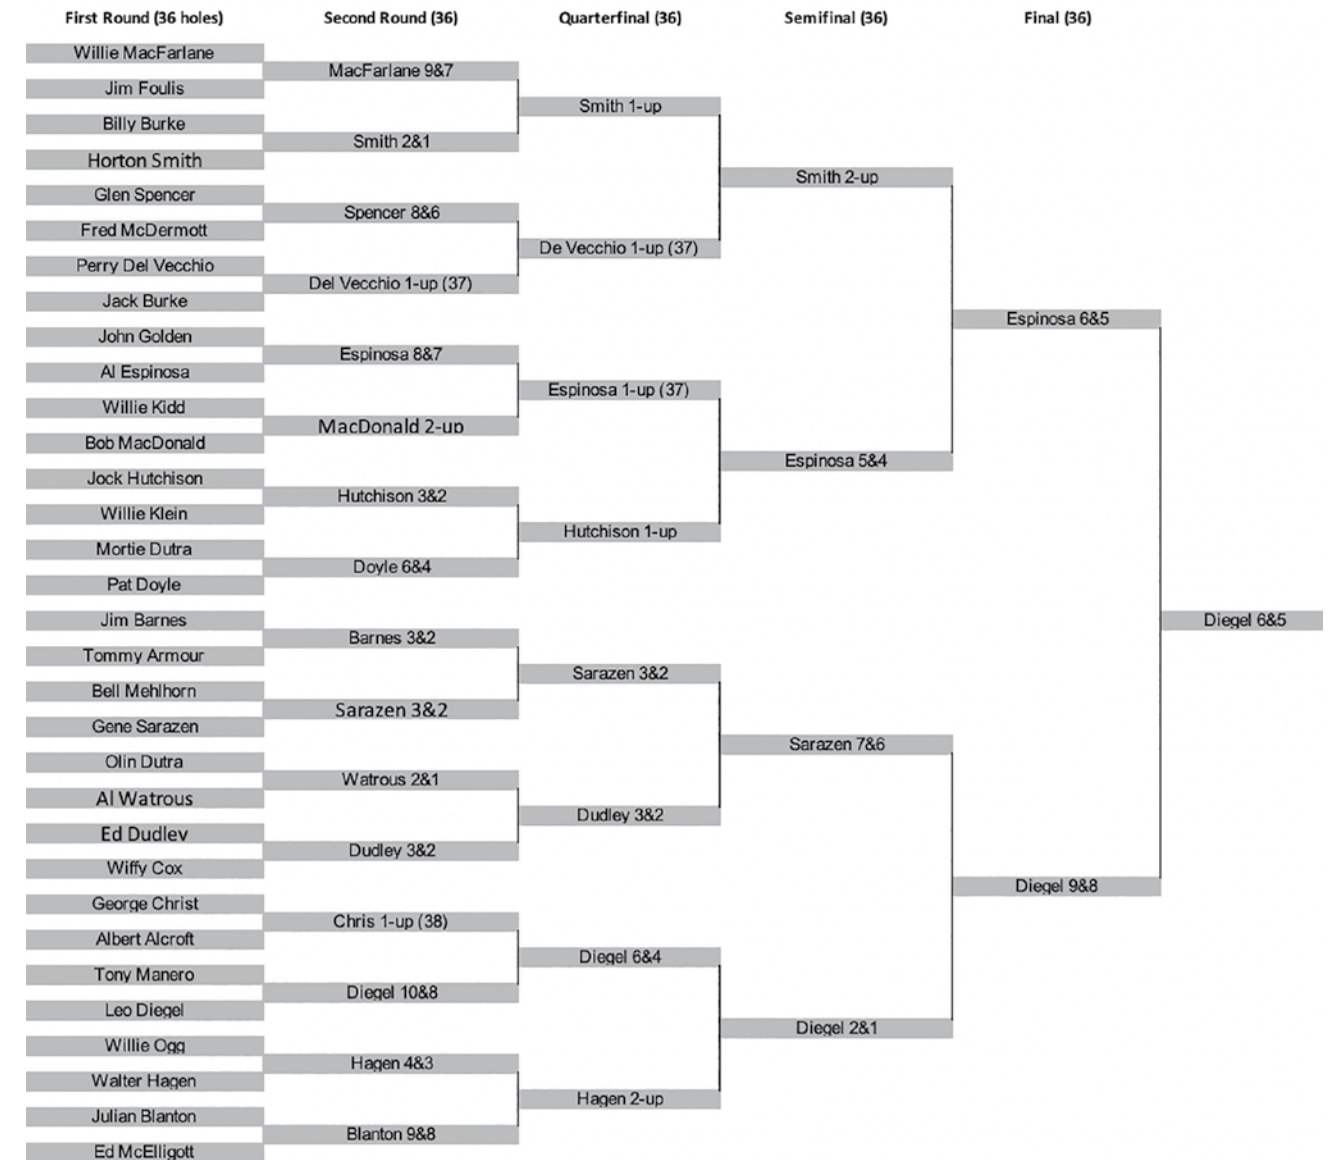 First Round (36 holes) Second Round (36) Quarterfinal (36) Semifinal (36) Final (36)
Willie MacFarlane
MacFarlane 9&7
Jim Foulis
Smith 1-up
Billy Burke
Smith 2&1
Horton Smith
Smith 2-up
Glen Spencer
Spencer 8&6
Fred McDermott
De Vecchio 1-up (37)
Perry Del Vecchio
Del Vecchio 1-up (37)
Jack Burke
Espinosa 6&5
John Golden
Espinosa 8&7
Al Espinosa
Espinosa 1-up (37)
Willie Kidd
MacDonald 2-up
Bob MacDonald
Espinosa 5&4
Jock Hutchison
Hutchison 3&2
Willie Klein
Hutchison 1-up
Mortie Dutra
Doyle 6&4
Pat Doyle
Jim Barnes
Diegel 6&5
Barnes 3&2
Tommy Armour
Sarazen 3&2
Bell Mehlhorn
Sarazen 3&2
Gene Sarazen
Sarazen 7&6
Olin Dutra
Watrous 2&1
Al Watrous
Dudley 3&2
Ed Dudley
Dudley 3&2
Wiffy Cox
Diegel 9&8
George Christ
Chris 1-up (38)
Albert Alcroft
Diegel 6&4
Tony Manero
Diegel 10&8
Leo Diegel
Diegel 2&1
Willie Ogg
Hagen 4&3
Walter Hagen
Hagen 2-up
Julian Blanton
Blanton 9&8
Ed McElligott